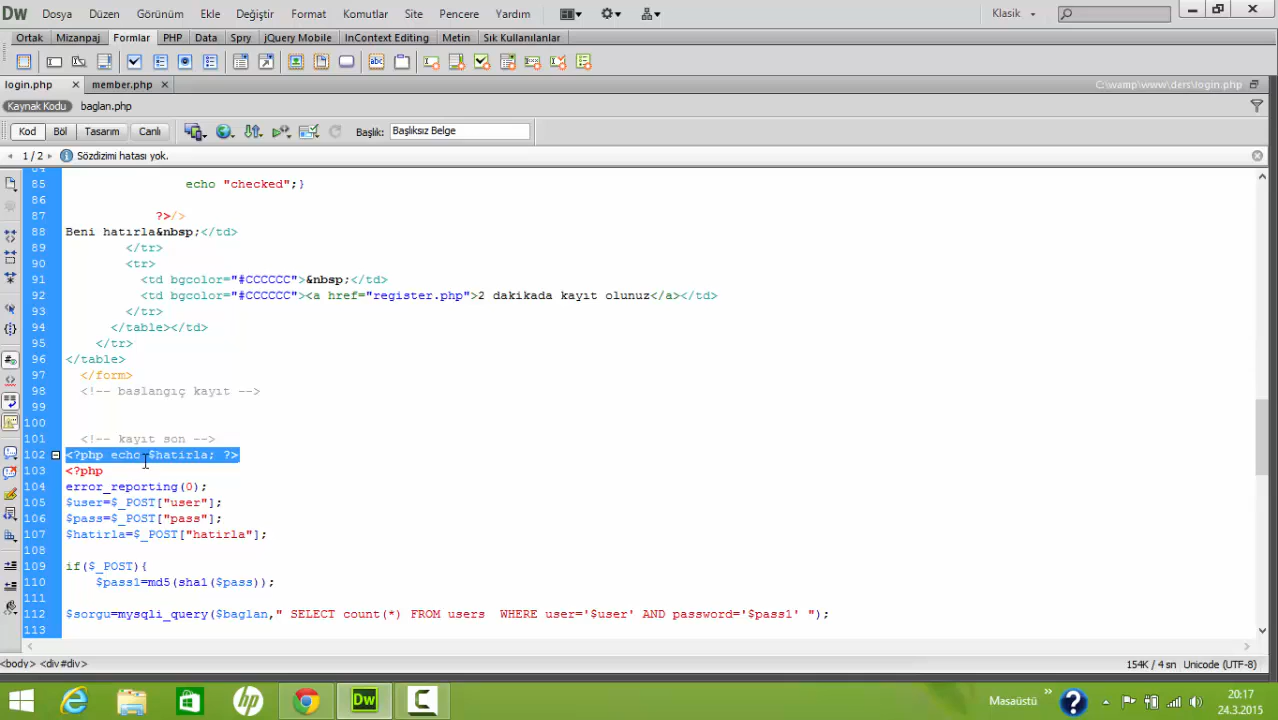 DW Dosya Düzen Görünüm Ekle Değiştir Format Komutlar Site Pencere Yardım Klasik
Ortak Mizanpaj Formlar PHP Data Spry jQuery Mobile InContext Editing Metin Sık Kullanılanlar
login.php × member.php × C:\wamp\www\ders\login.php
Kaynak Kodu baglan.php
Kod Böl Tasarım Canlı Başlık: Başlıksız Belge
1 / 2 Sözdizimi hatası yok.
84
85 echo "checked";}
86
87 ?>/>
88 Beni hatırla&nbsp;</td>
89 </tr>
90 <tr>
91 <td bgcolor="#CCCCCC">&nbsp;</td>
92 <td bgcolor="#CCCCCC"><a href="register.php">2 dakikada kayıt olunuz</a></td>
93 </tr>
94 </table></td>
95 </tr>
96 </table>
97 </form>
98 <!-- baslangıç kayıt -->
99
100
101 <!-- kayıt son -->
102 <?php echo $hatirla; ?>
103 <?php
104 error_reporting(0);
105 $user=$_POST["user"];
106 $pass=$_POST["pass"];
107 $hatirla=$_POST["hatirla"];
108
109 if($_POST){
110 $pass1=md5(sha1($pass));
111
112 $sorgu=mysqli_query($baglan," SELECT count(*) FROM users WHERE user='$user' AND password='$pass1' ");
113
<body> <div#div> 154K / 4 sn Unicode (UTF-8)
hp Dw C Masaüstü » ? 20:17
24.3.2015